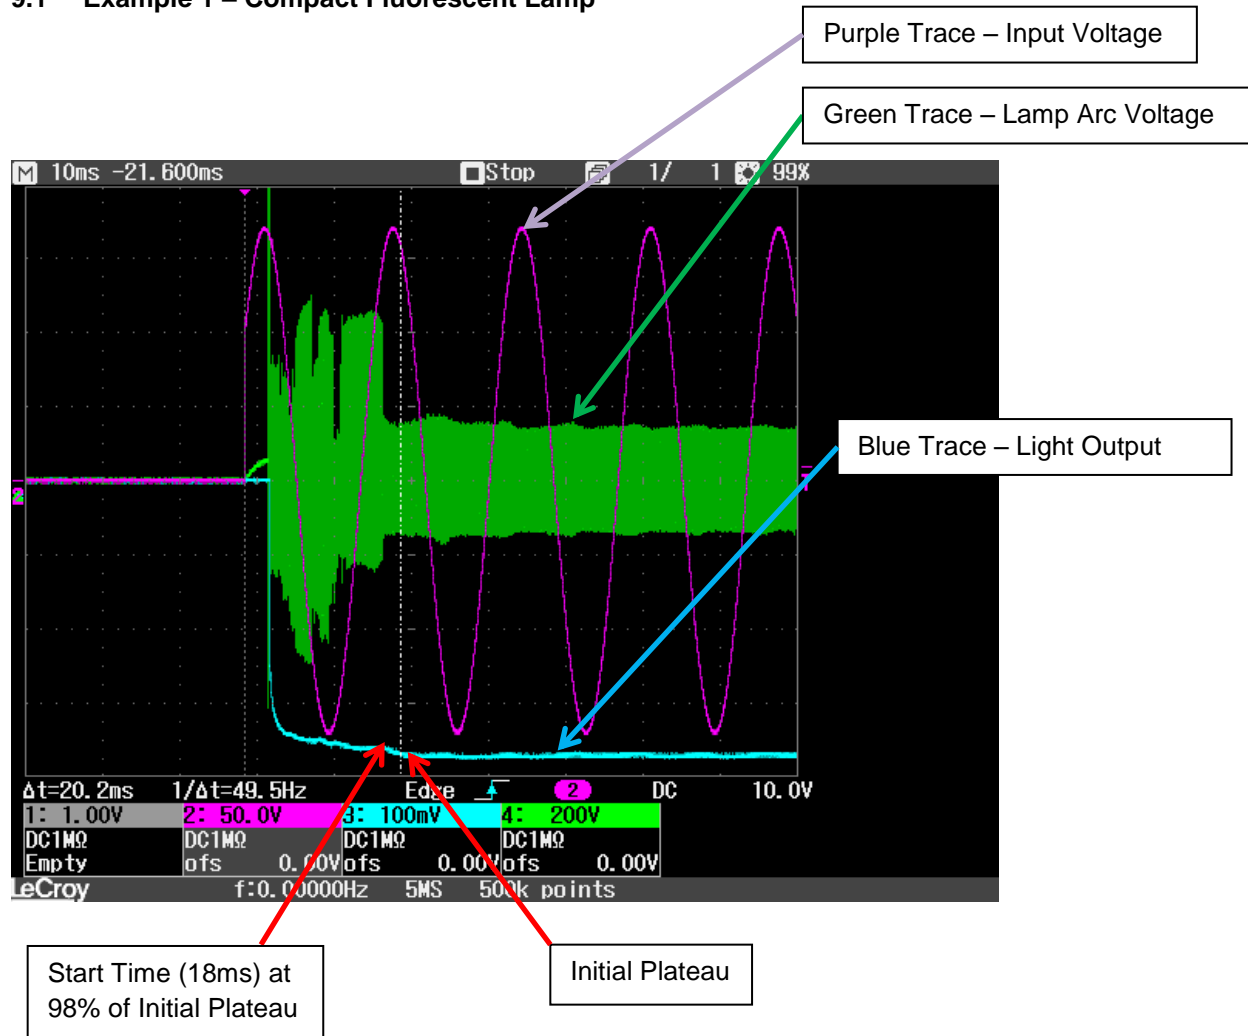 9.1 Example 1 – Compact Fluorescent Lamp
Purple Trace – Input Voltage
Green Trace – Lamp Arc Voltage
M 10ms -21.600ms Stop 1/ 1 99%
Blue Trace – Light Output
2
Δt=20.2ms 1/Δt=49.5Hz Edge 2 DC 10.0V
1: 1.00V 2: 50.0V 3: 100mV 4: 200V
DC1MΩ DC1MΩ DC1MΩ DC1MΩ
Empty ofs 0.00V ofs 0.00V ofs 0.00V
LeCroy f:0.00000Hz 5MS 500k points
Start Time (18ms) at
98% of Initial Plateau
Initial Plateau